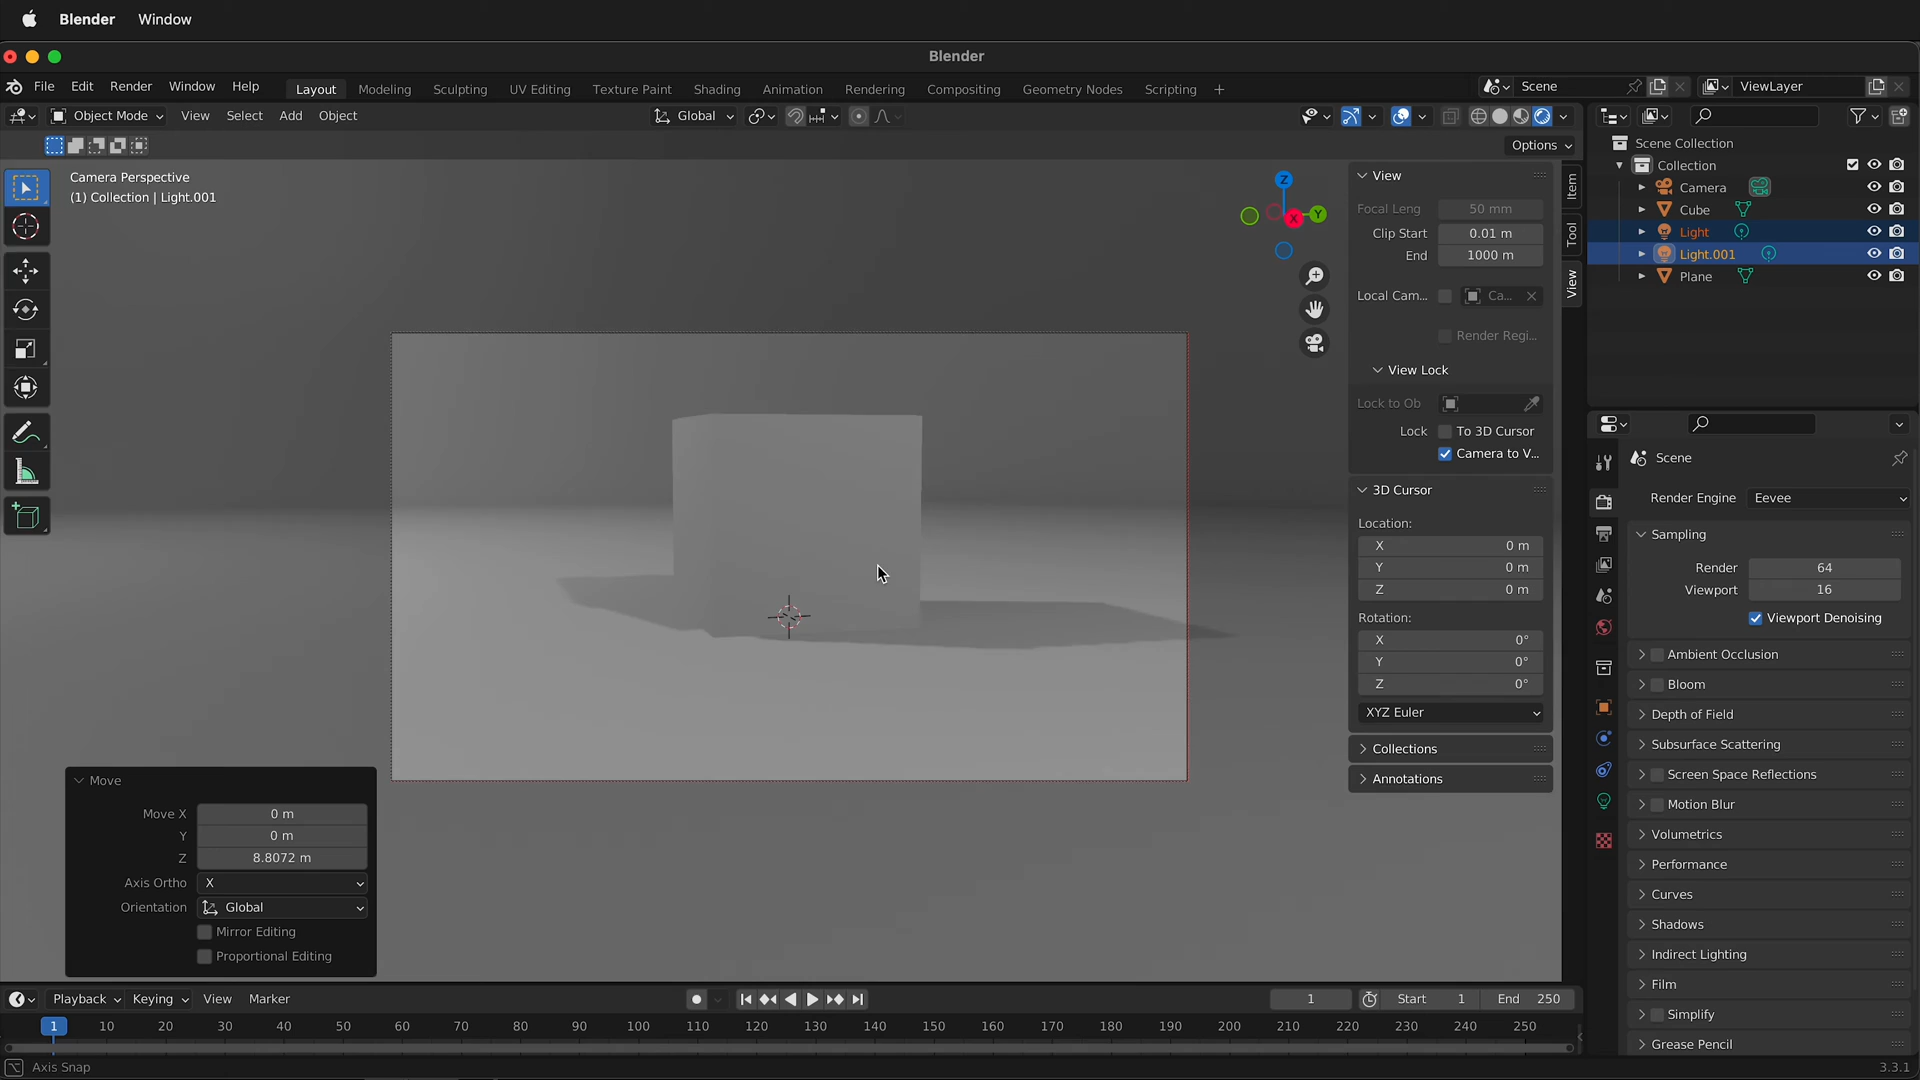 Blender Window
Blender
File Edit Render Window Help Layout Modeling Sculpting UV Editing Texture Paint Shading Animation Rendering Compositing Geometry Nodes Scripting + Scene ViewLayer
Object Mode View Select Add Object Global
Options
Camera Perspective
(1) Collection | Light.001
Z
Y
X
View
Focal Leng 50 mm
Clip Start 0.01 m
End 1000 m
Local Cam... Ca...
Render Regi...
View Lock
Lock to Ob
Lock To 3D Cursor
Camera to V...
3D Cursor
Location:
X 0 m
Y 0 m
Z 0 m
Rotation:
X 0°
Y 0°
Z 0°
XYZ Euler
Collections
Annotations
Item
Tool
View
Scene Collection
Collection
Camera
Cube
Light
Light.001
Plane
Scene
Render Engine Eevee
Sampling
Render 64
Viewport 16
Viewport Denoising
Ambient Occlusion
Bloom
Depth of Field
Subsurface Scattering
Screen Space Reflections
Motion Blur
Volumetrics
Performance
Curves
Shadows
Indirect Lighting
Film
Simplify
Grease Pencil
Move
Move X 0 m
Y 0 m
Z 8.8072 m
Axis Ortho X
Orientation Global
Mirror Editing
Proportional Editing
Playback Keying View Marker 1 Start 1 End 250
1 10 20 30 40 50 60 70 80 90 100 110 120 130 140 150 160 170 180 190 200 210 220 230 240 250
Axis Snap 3.3.1